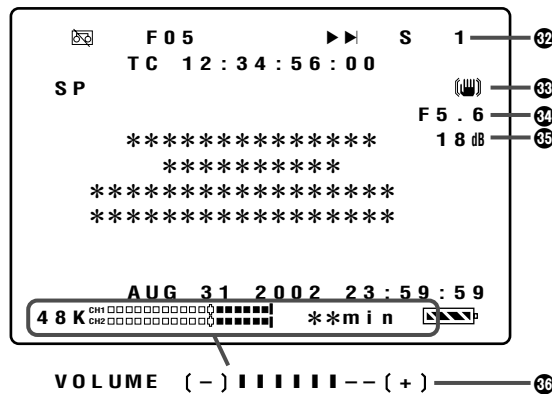 F05 ▶▶| S 1 32
TC 12:34:56:00
SP 33
F5.6 34
18dB 35
**************
**********
*****************
*****************
AUG 31 2002 23:59:59
48K CH1 CH2 **min
VOLUME (-) ▮▮▮▮▮▮--(+) 36